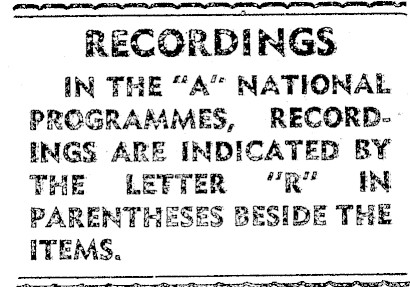 RECORDINGS
IN THE "A" NATIONAL
PROGRAMMES, RECORD-
INGS ARE INDICATED BY
THE LETTER "R" IN
PARENTHESES BESIDE THE
ITEMS.